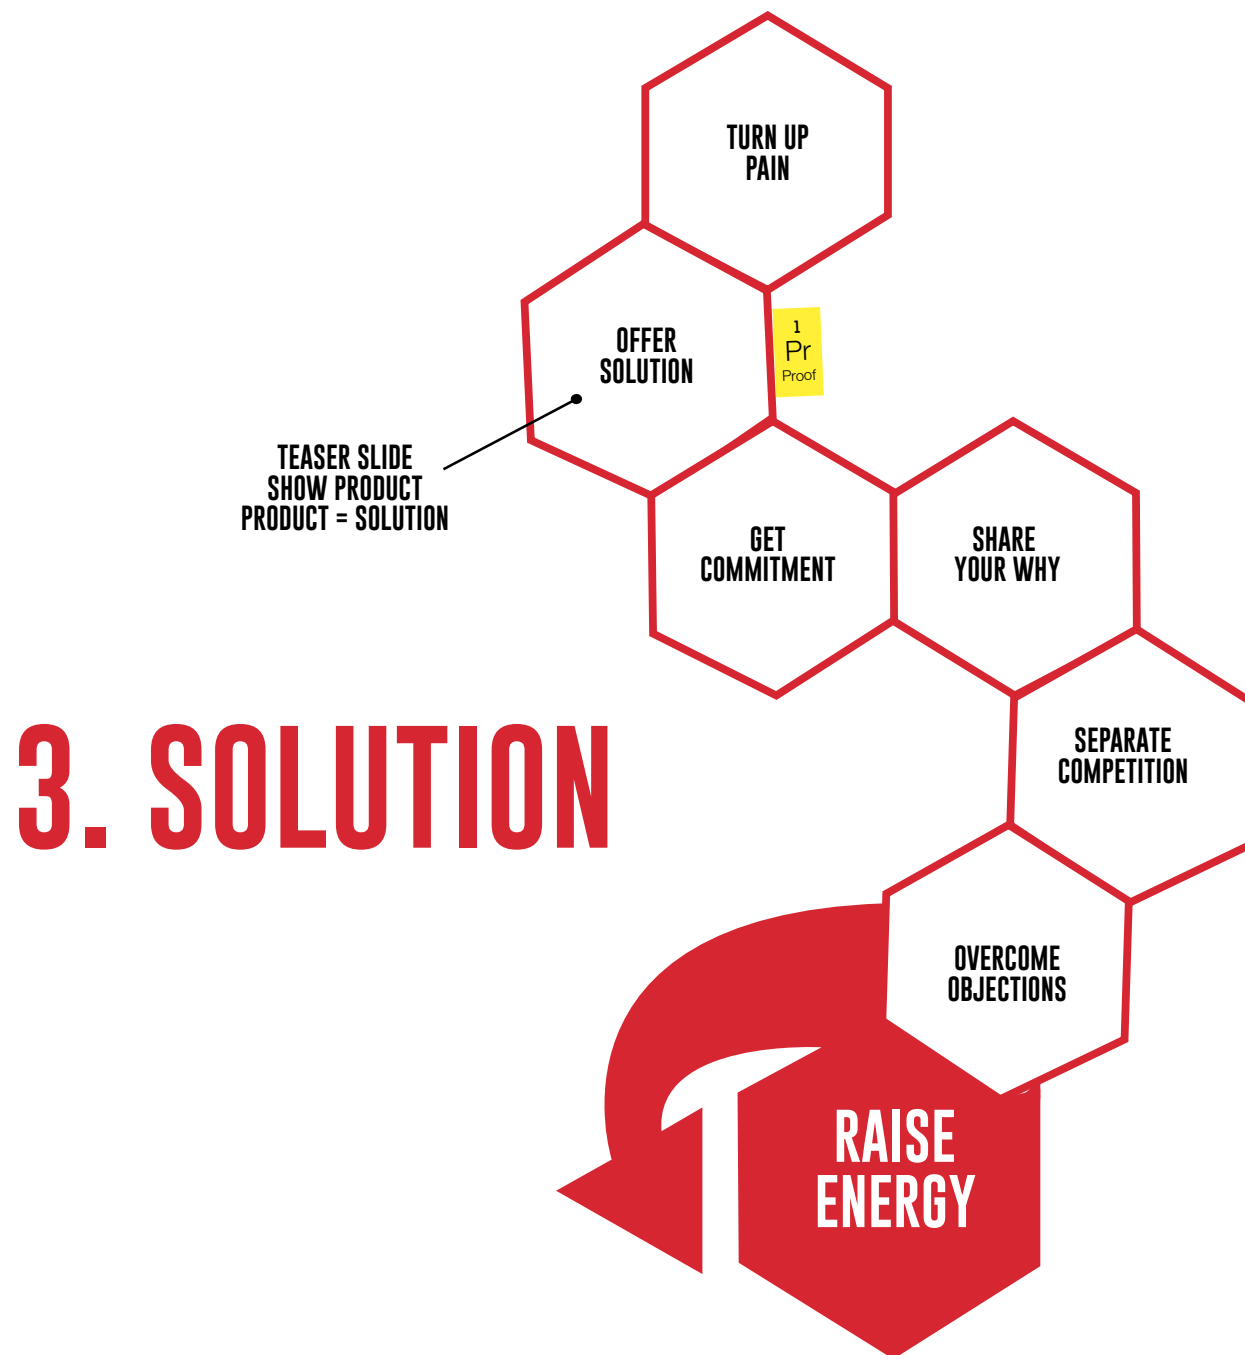 TURN UP
PAIN
OFFER
SOLUTION
1
Pr
Proof
TEASER SLIDE
SHOW PRODUCT
PRODUCT = SOLUTION
GET
COMMITMENT
SHARE
YOUR WHY
3. SOLUTION
SEPARATE
COMPETITION
OVERCOME
OBJECTIONS
RAISE
ENERGY